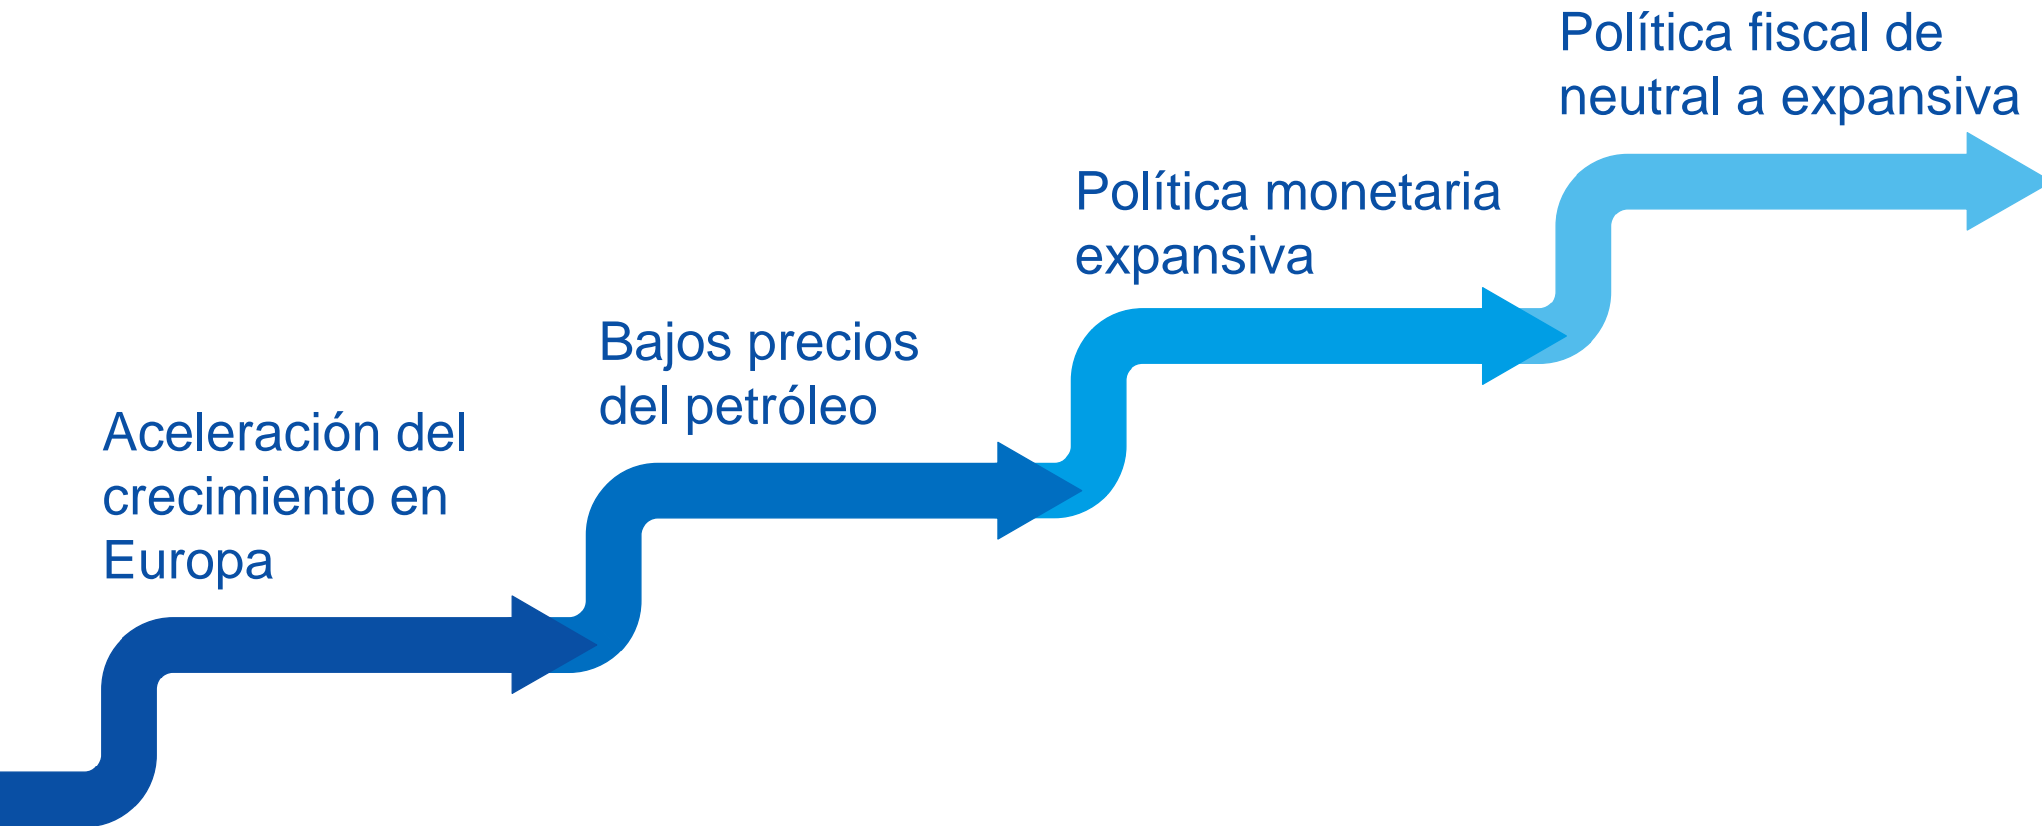 Política fiscal de
neutral a expansiva
Política monetaria
expansiva
Bajos precios
del petróleo
Aceleración del
crecimiento en
Europa